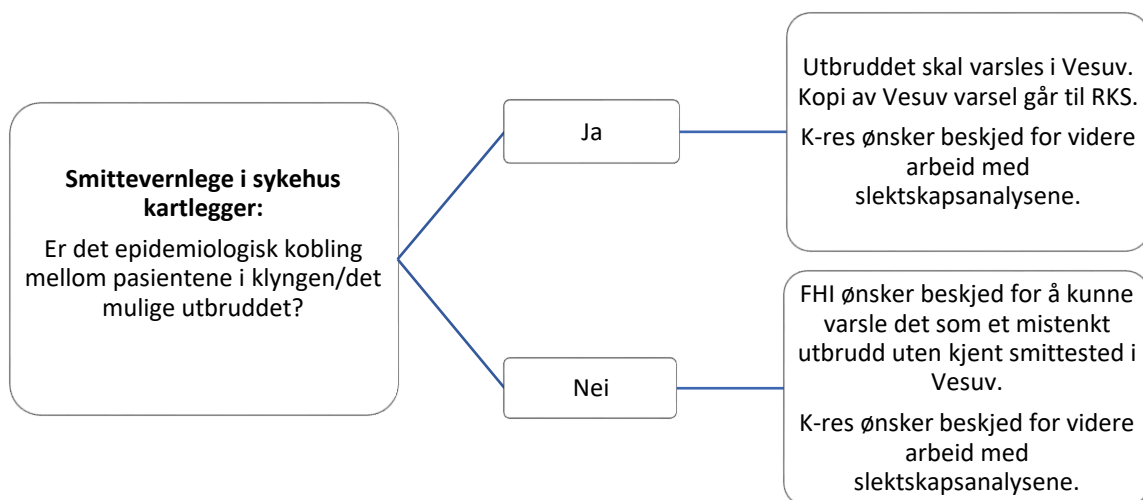 Smittevernlege i sykehus
kartlegger:
Er det epidemiologisk kobling
mellom pasientene i klyngen/det
mulige utbruddet?
Ja
Utbruddet skal varsles i Vesuv.
Kopi av Vesuv varsel går til RKS.
K-res ønsker beskjed for videre
arbeid med
slektskapsanalysene.
Nei
FHI ønsker beskjed for å kunne
varsle det som et mistenkt
utbrudd uten kjent smittested i
Vesuv.
K-res ønsker beskjed for videre
arbeid med
slektskapsanalysene.